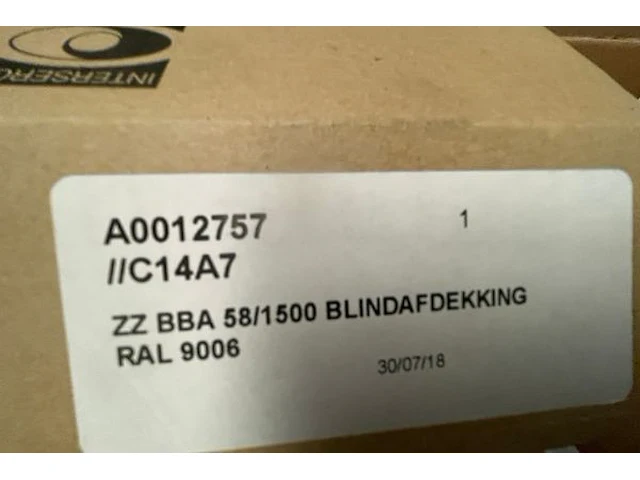 A0012757 1
//C14A7
ZZ BBA 58/1500 BLINDAFDEKKING
RAL 9006
30/07/18